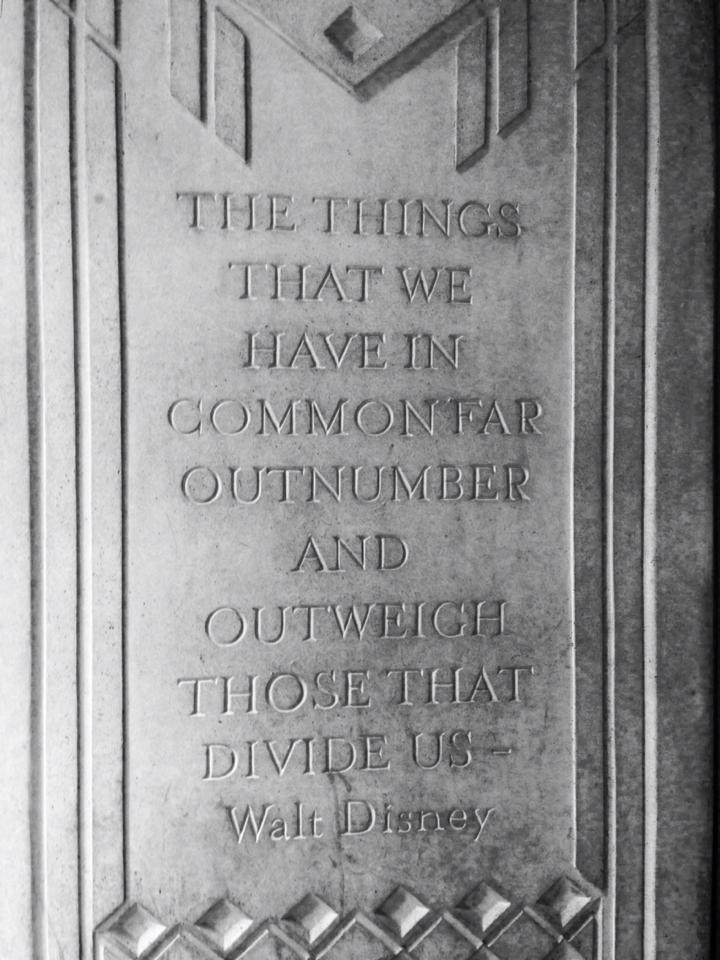 THE THINGS
THAT WE
HAVE IN
COMMON FAR
OUTNUMBER
AND
OUTWEIGH
THOSE THAT
DIVIDE US –
Walt Disney